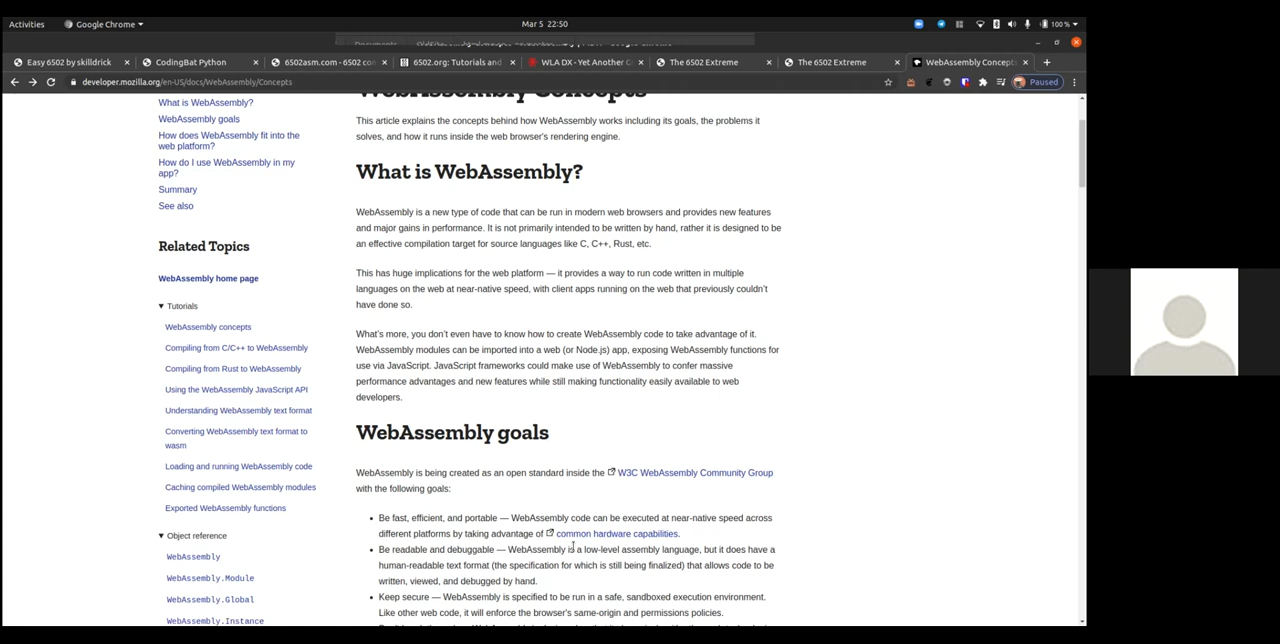 Activities
Google Chrome
Mar 5 22:50
100 %
Easy 6502 by skilldrick
CodingBat Python
6502asm.com - 6502 com
6502.org: Tutorials and
WLA DX - Yet Another G
The 6502 Extreme
The 6502 Extreme
WebAssembly Concepts
developer.mozilla.org/en-US/docs/WebAssembly/Concepts
Paused
What is WebAssembly?
WebAssembly goals
How does WebAssembly fit into the
web platform?
How do I use WebAssembly in my
app?
Summary
See also
Related Topics
WebAssembly home page
▼ Tutorials
WebAssembly concepts
Compiling from C/C++ to WebAssembly
Compiling from Rust to WebAssembly
Using the WebAssembly JavaScript API
Understanding WebAssembly text format
Converting WebAssembly text format to
wasm
Loading and running WebAssembly code
Caching compiled WebAssembly modules
Exported WebAssembly functions
▼ Object reference
WebAssembly
WebAssembly.Module
WebAssembly.Global
WebAssembly.Instance
WebAssembly Concepts
This article explains the concepts behind how WebAssembly works including its goals, the problems it
solves, and how it runs inside the web browser's rendering engine.
What is WebAssembly?
WebAssembly is a new type of code that can be run in modern web browsers and provides new features
and major gains in performance. It is not primarily intended to be written by hand, rather it is designed to be
an effective compilation target for source languages like C, C++, Rust, etc.
This has huge implications for the web platform — it provides a way to run code written in multiple
languages on the web at near-native speed, with client apps running on the web that previously couldn't
have done so.
What's more, you don't even have to know how to create WebAssembly code to take advantage of it.
WebAssembly modules can be imported into a web (or Node.js) app, exposing WebAssembly functions for
use via JavaScript. JavaScript frameworks could make use of WebAssembly to confer massive
performance advantages and new features while still making functionality easily available to web
developers.
WebAssembly goals
WebAssembly is being created as an open standard inside the W3C WebAssembly Community Group
with the following goals:
• Be fast, efficient, and portable — WebAssembly code can be executed at near-native speed across
different platforms by taking advantage of common hardware capabilities.
• Be readable and debuggable — WebAssembly is a low-level assembly language, but it does have a
human-readable text format (the specification for which is still being finalized) that allows code to be
written, viewed, and debugged by hand.
• Keep secure — WebAssembly is specified to be run in a safe, sandboxed execution environment.
Like other web code, it will enforce the browser's same-origin and permissions policies.